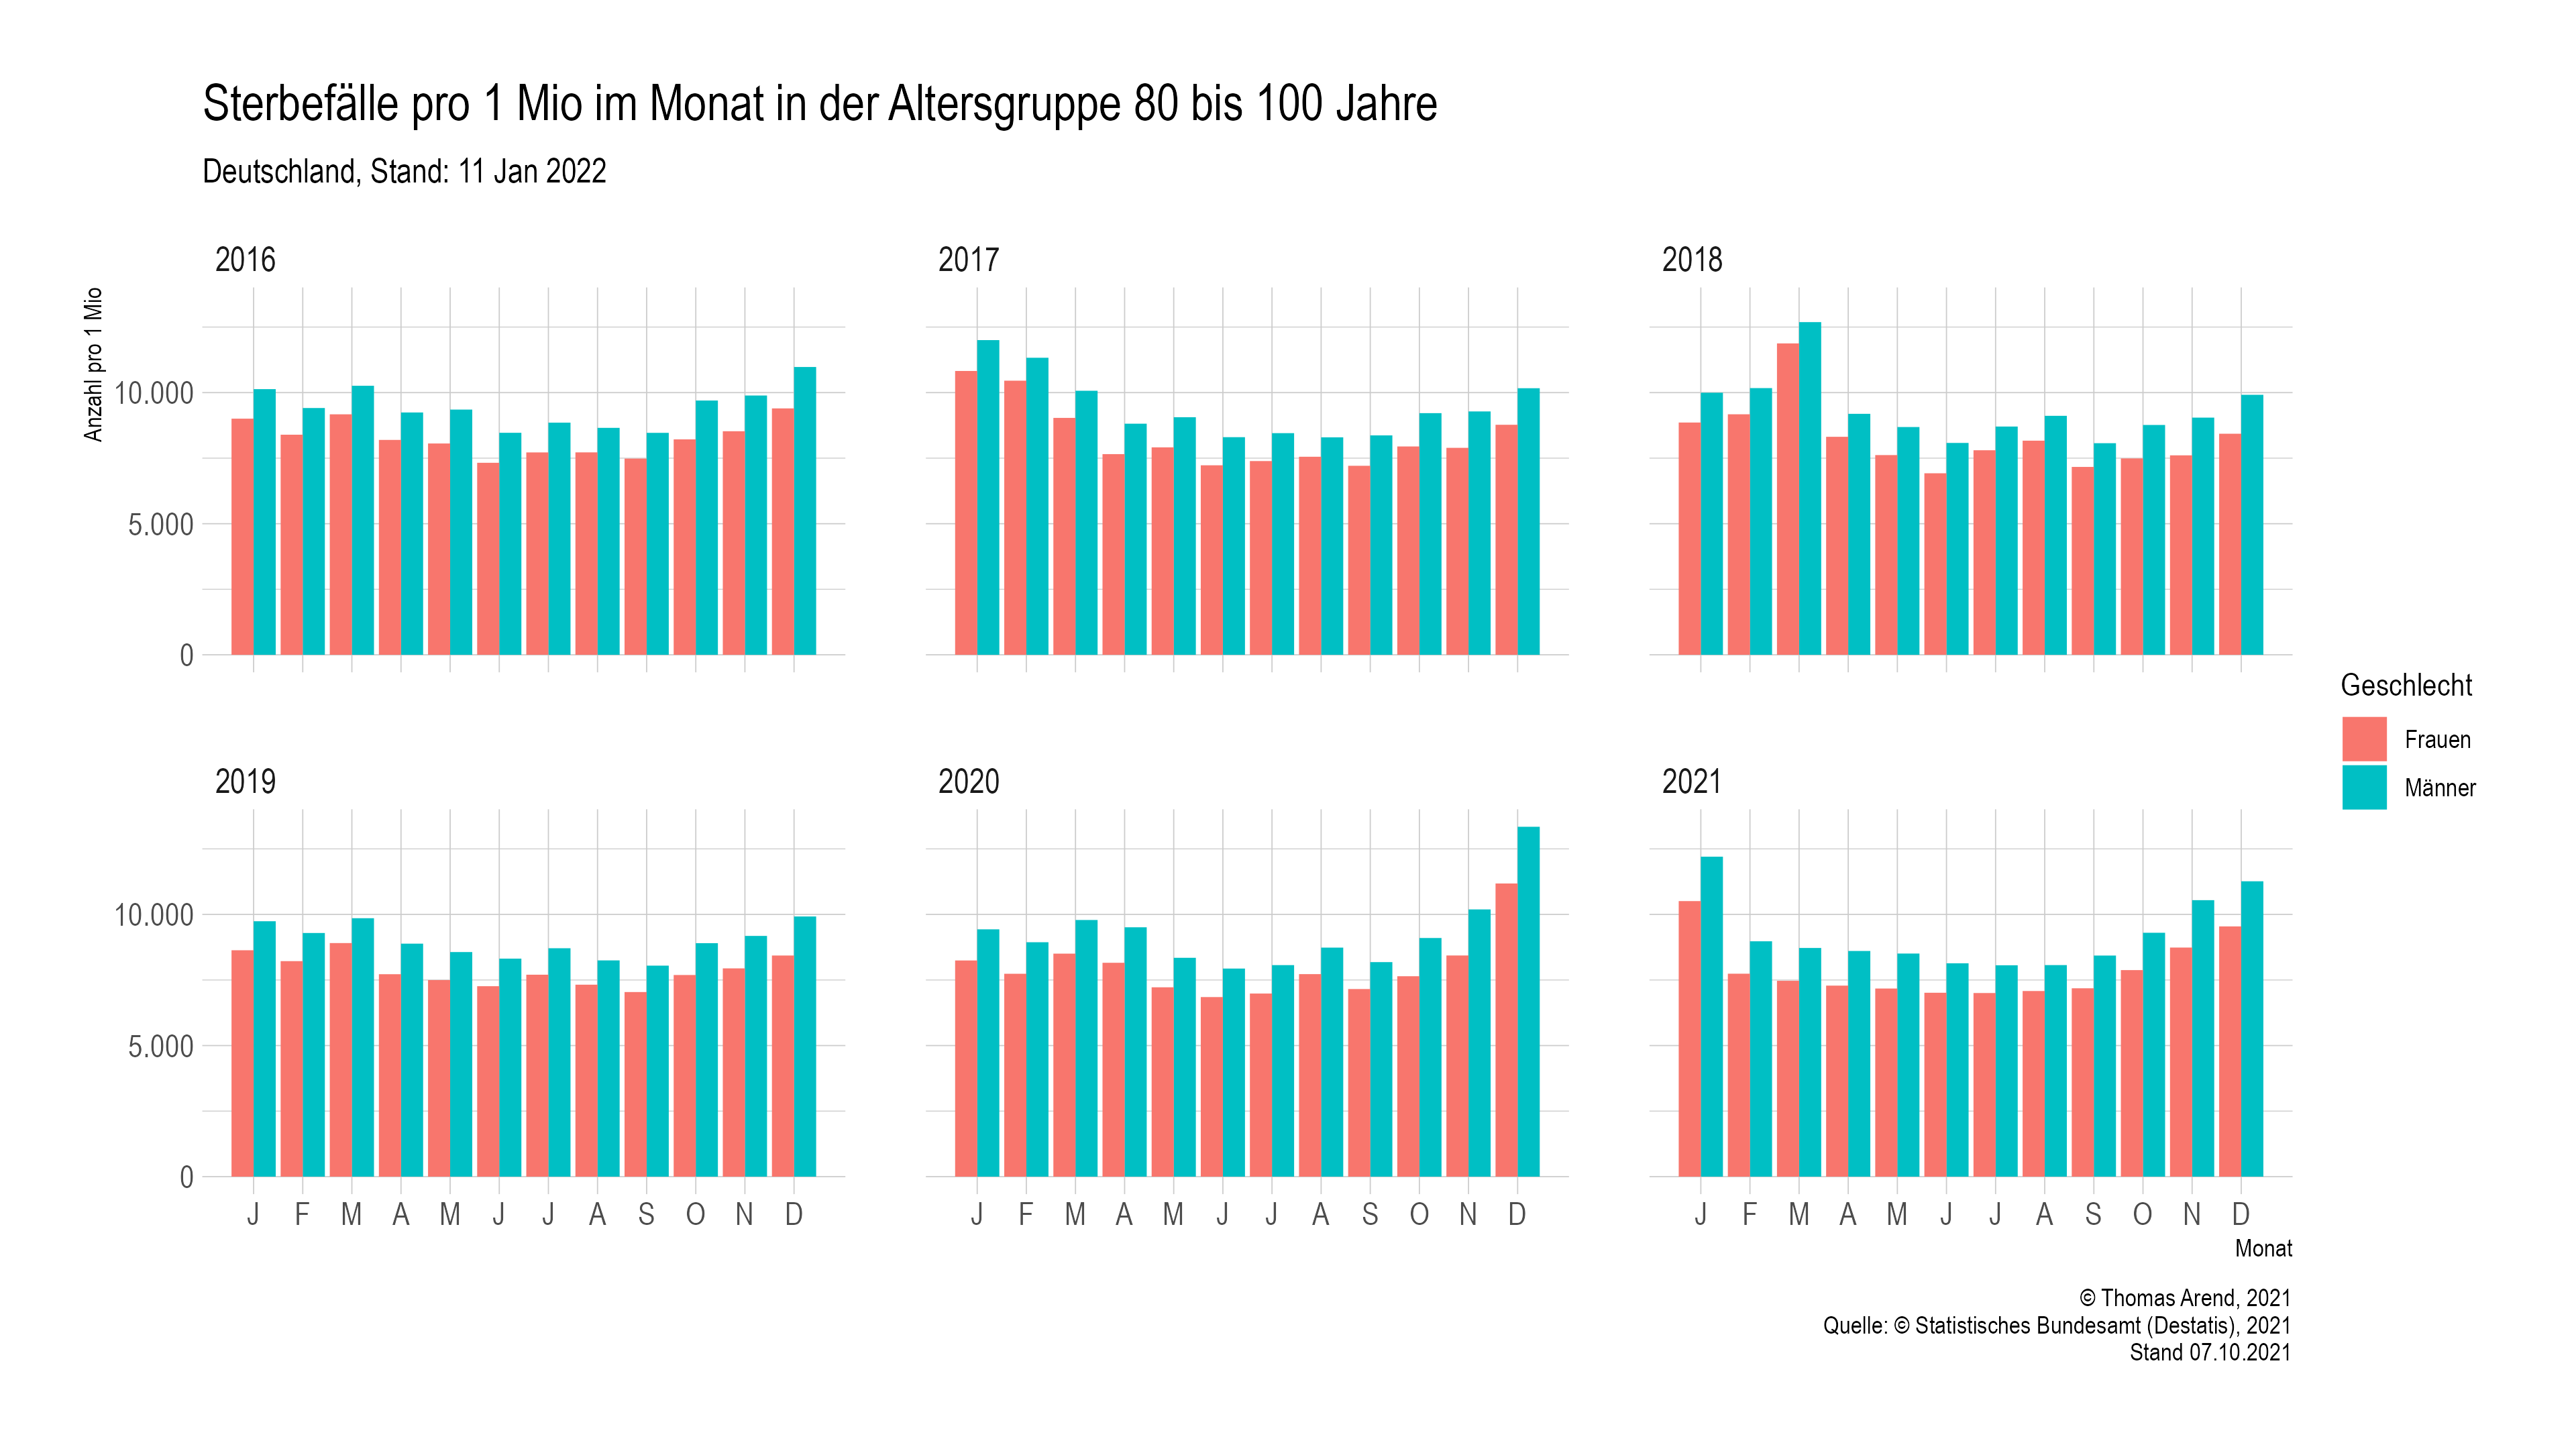 Sterbefälle pro 1 Mio im Monat in der Altersgruppe 80 bis 100 Jahre
Deutschland, Stand: 11 Jan 2022
2016
2017
2018
Anzahl pro 1 Mio
10.000
5.000
0
Geschlecht
Frauen
Männer
2019
2020
2021
10.000
5.000
0
J F M A M J J A S O N D
J F M A M J J A S O N D
J F M A M J J A S O N D
Monat
© Thomas Arend, 2021
Quelle: © Statistisches Bundesamt (Destatis), 2021
Stand 07.10.2021